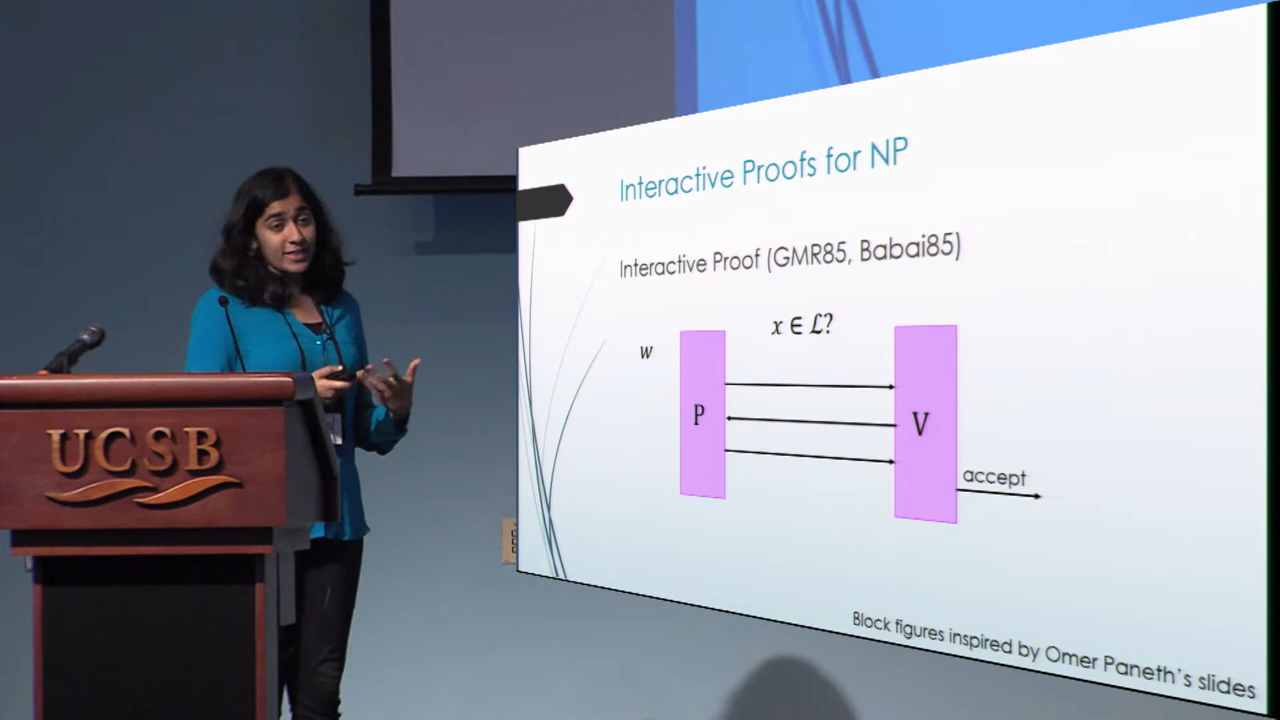 UCSB
Interactive Proofs for NP
Interactive Proof (GMR85, Babai85)
x ∈ ℒ?
w
P
V
accept
Block figures inspired by Omer Paneth's slides